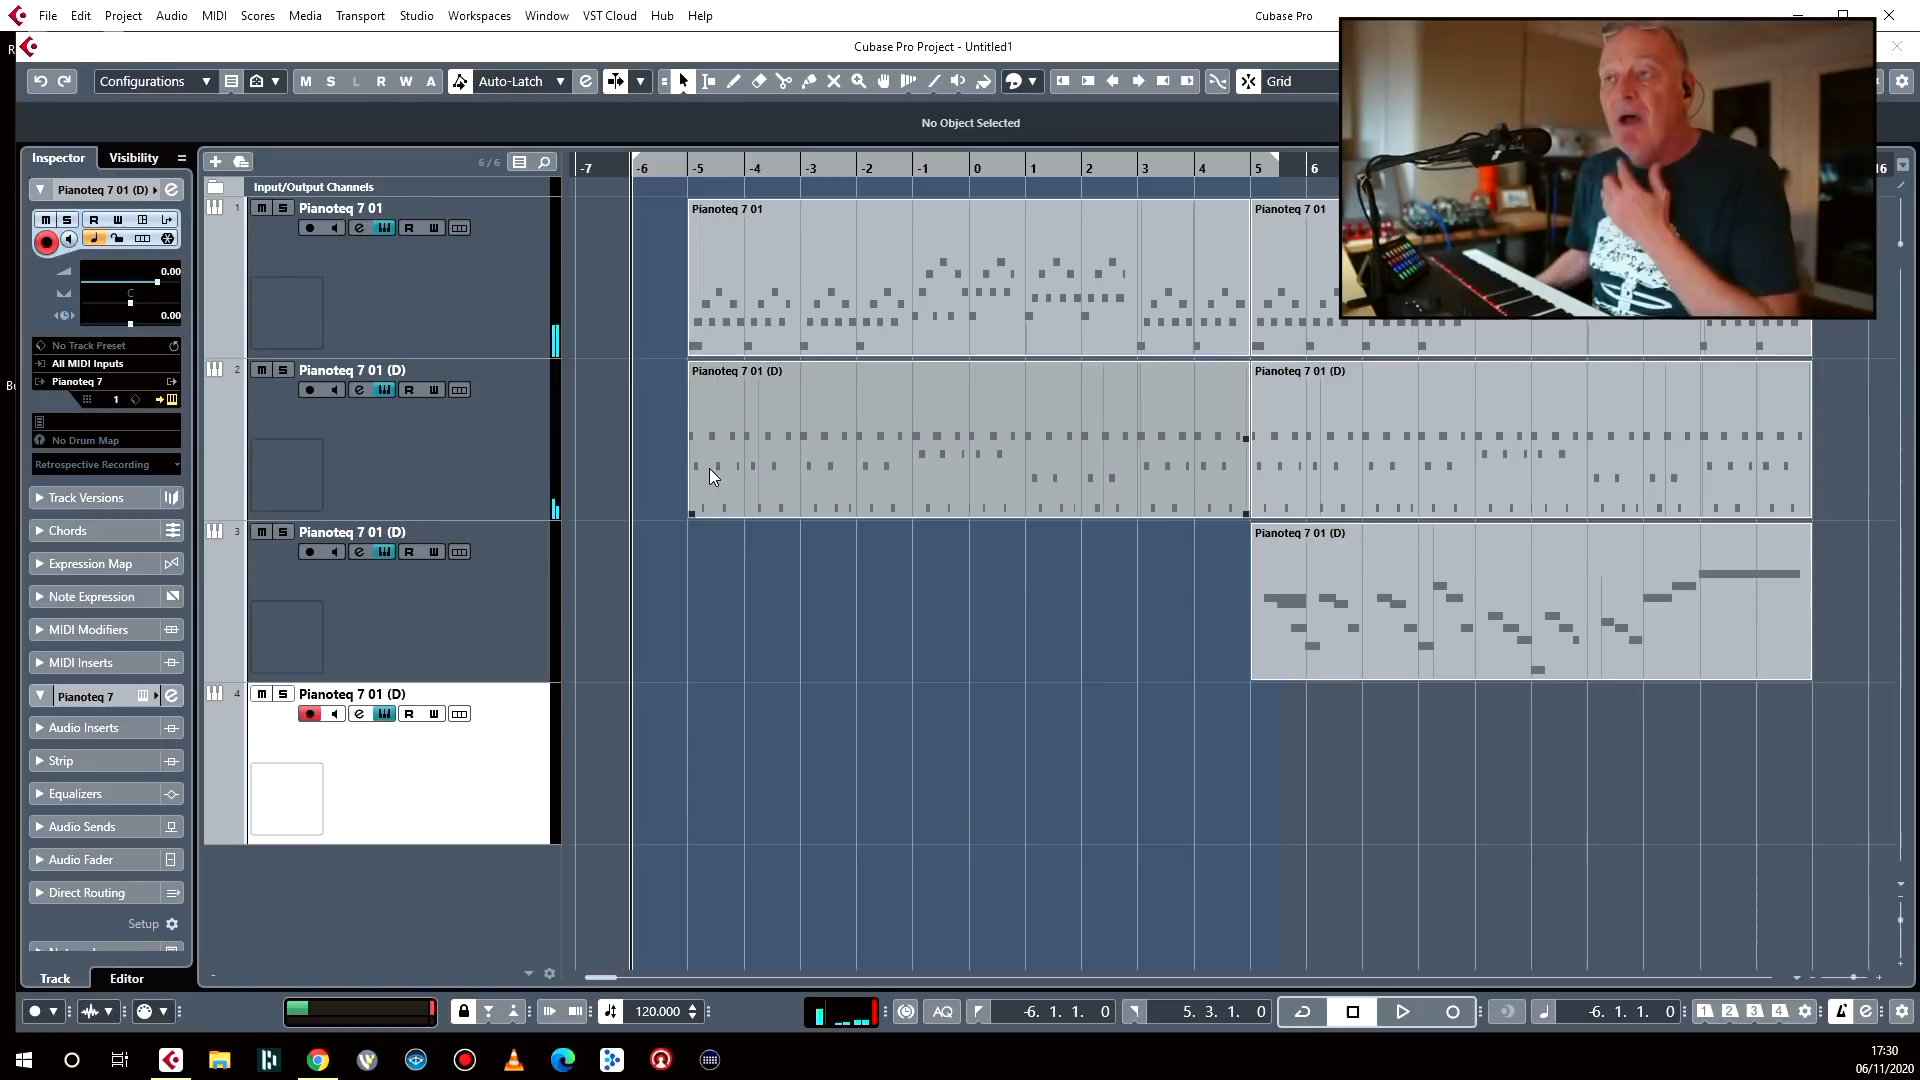 File Edit Project Audio MIDI Scores Media Transport Studio Workspaces Window VST Cloud Hub Help Cubase Pro
Cubase Pro Project - Untitled1
Configurations M S L R W A Auto-Latch Grid
No Object Selected
Inspector Visibility
6 / 6
-7 -6 -5 -4 -3 -2 -1 0 1 2 3 4 5 6 16
Pianoteq 7 01 (D)
Input/Output Channels
1 m S Pianoteq 7 01
R W
Pianoteq 7 01
Pianoteq 7 01
m S R W
0.00
C
0.00
No Track Preset
All MIDI Inputs
Pianoteq 7
1
No Drum Map
Retrospective Recording
2 m S Pianoteq 7 01 (D)
R W
Pianoteq 7 01 (D)
Pianoteq 7 01 (D)
Track Versions
Chords
Expression Map
Note Expression
MIDI Modifiers
MIDI Inserts
Pianoteq 7
Audio Inserts
Strip
Equalizers
Audio Sends
Audio Fader
Direct Routing
Setup
3 m S Pianoteq 7 01 (D)
R W
Pianoteq 7 01 (D)
4 m S Pianoteq 7 01 (D)
R W
Track Editor
120.000
AQ
-6. 1. 1. 0
5. 3. 1. 0
-6. 1. 1. 0
1 2 3 4
17:30
06/11/2020